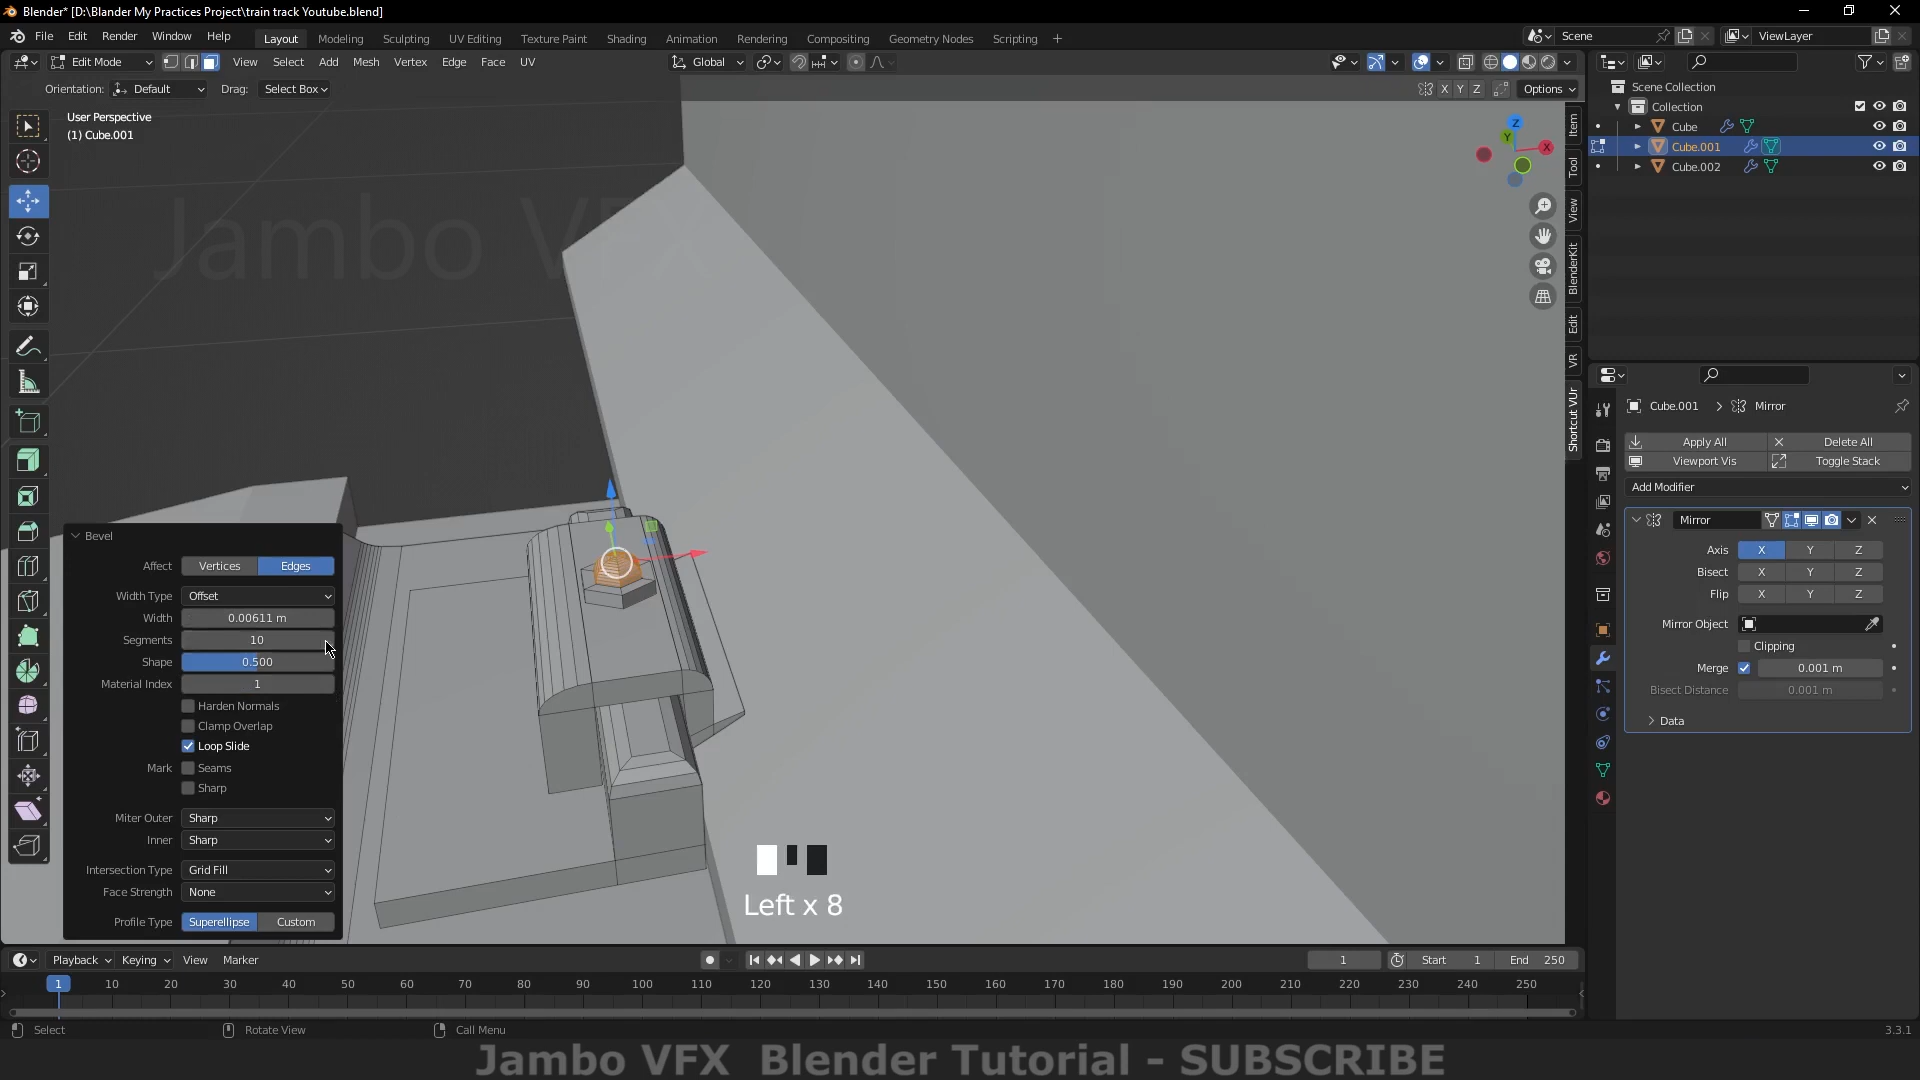 Blender* [D:\Blander My Practices Project\train track Youtube.blend]
File Edit Render Window Help Layout Modeling Sculpting UV Editing Texture Paint Shading Animation Rendering Compositing Geometry Nodes Scripting + Scene ViewLayer
Edit Mode View Select Add Mesh Vertex Edge Face UV Global
Orientation: Default Drag: Select Box X Y Z Options
User Perspective
(1) Cube.001
Jambo VFX
Z
Y
X
Item
Tool
View
BlenderKit
Edit
VR
Shortcut VUr
Scene Collection
Collection
Cube
Cube.001
Cube.002
Cube.001 > Mirror
Apply All Delete All
Viewport Vis Toggle Stack
Add Modifier
Mirror
Axis X Y Z
Bisect X Y Z
Flip X Y Z
Mirror Object
Clipping
Merge 0.001 m
Bisect Distance 0.001 m
Data
Bevel
Affect Vertices Edges
Width Type Offset
Width 0.00611 m
Segments 10
Shape 0.500
Material Index 1
Harden Normals
Clamp Overlap
Loop Slide
Mark Seams
Sharp
Miter Outer Sharp
Inner Sharp
Intersection Type Grid Fill
Face Strength None
Profile Type Superellipse Custom
Left x 8
Playback Keying View Marker 1 Start 1 End 250
1 10 20 30 40 50 60 70 80 90 100 110 120 130 140 150 160 170 180 190 200 210 220 230 240 250
Select Rotate View Call Menu 3.3.1
Jambo VFX Blender Tutorial - SUBSCRIBE